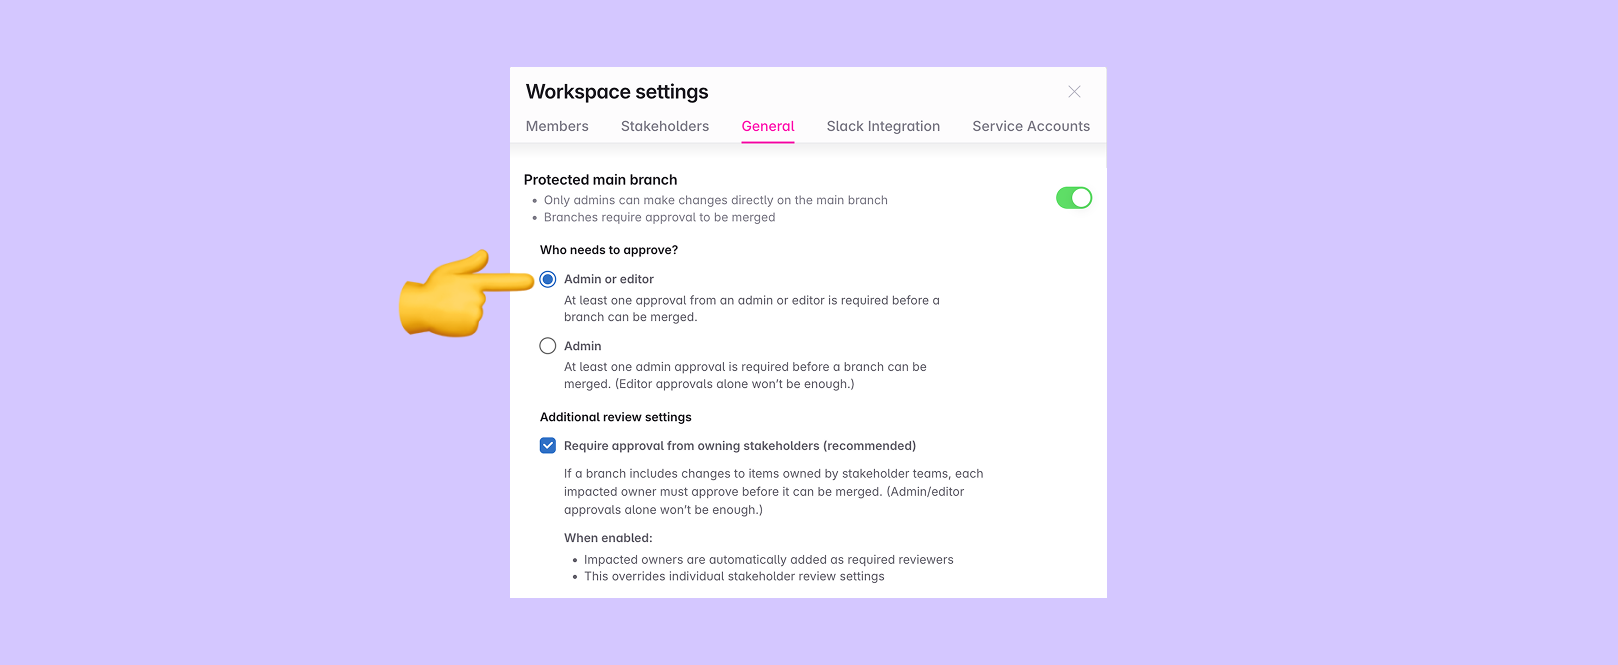 Workspace settings
Members Stakeholders General Slack Integration Service Accounts
Protected main branch
• Only admins can make changes directly on the main branch
• Branches require approval to be merged
Who needs to approve?
Admin or editor
At least one approval from an admin or editor is required before a
branch can be merged.
Admin
At least one admin approval is required before a branch can be
merged. (Editor approvals alone won’t be enough.)
Additional review settings
Require approval from owning stakeholders (recommended)
If a branch includes changes to items owned by stakeholder teams, each
impacted owner must approve before it can be merged. (Admin/editor
approvals alone won’t be enough.)
When enabled:
• Impacted owners are automatically added as required reviewers
• This overrides individual stakeholder review settings